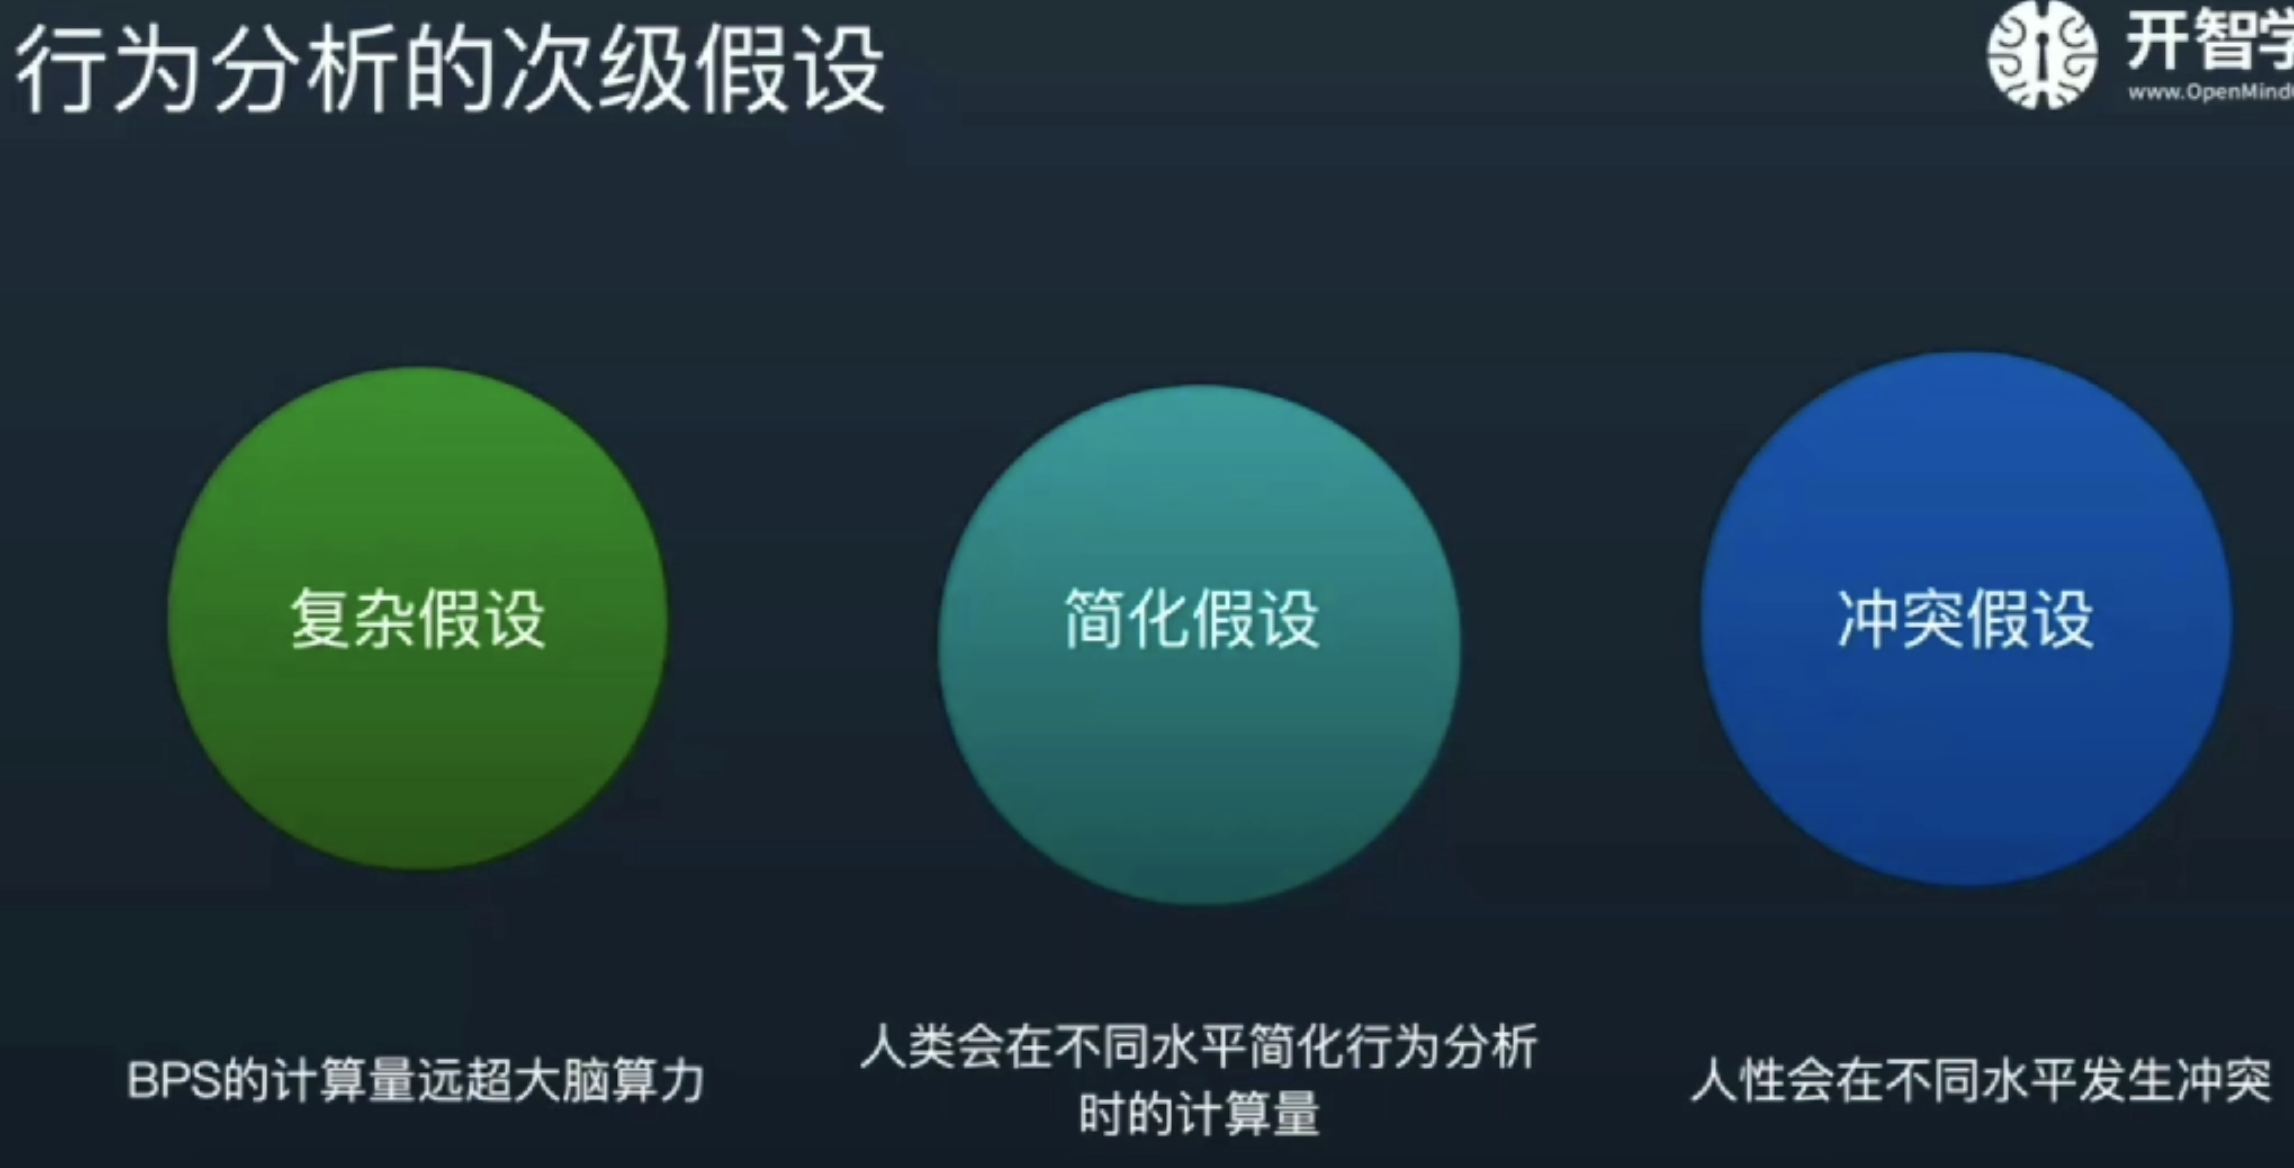 行为分析的次级假设
开智学
www.OpenMind
复杂假设
简化假设
冲突假设
BPS的计算量远超大脑算力
人类会在不同水平简化行为分析
时的计算量
人性会在不同水平发生冲突